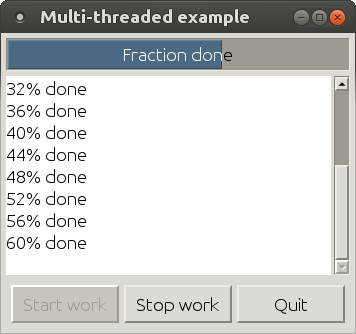 Multi-threaded example
Fraction done
32% done
36% done
40% done
44% done
48% done
52% done
56% done
60% done
Start work Stop work Quit